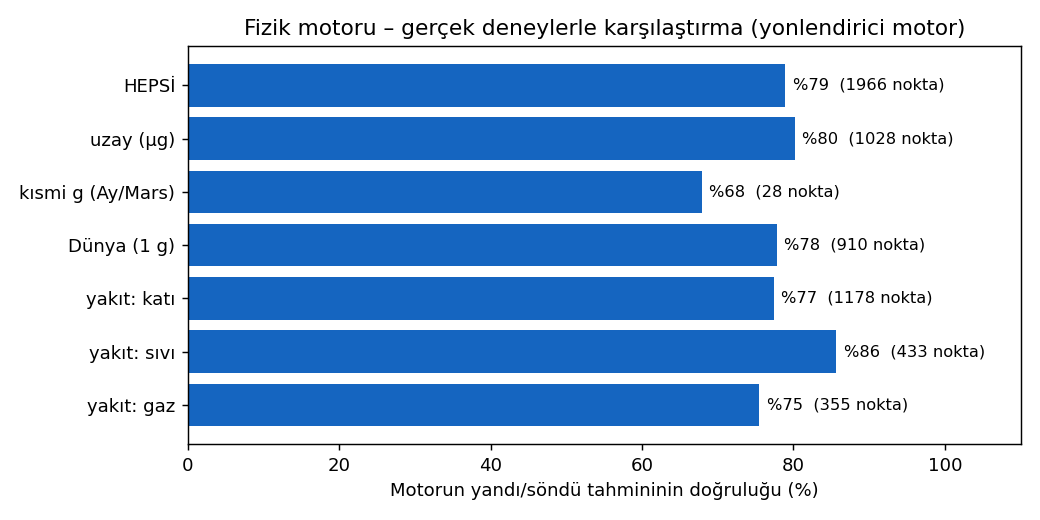 Fizik motoru – gerçek deneylerle karşılaştırma (yonlendirici motor)
HEPSİ %79 (1966 nokta)
uzay (µg) %80 (1028 nokta)
kısmi g (Ay/Mars) %68 (28 nokta)
Dünya (1 g) %78 (910 nokta)
yakıt: katı %77 (1178 nokta)
yakıt: sıvı %86 (433 nokta)
yakıt: gaz %75 (355 nokta)
0 20 40 60 80 100
Motorun yandı/söndü tahmininin doğruluğu (%)